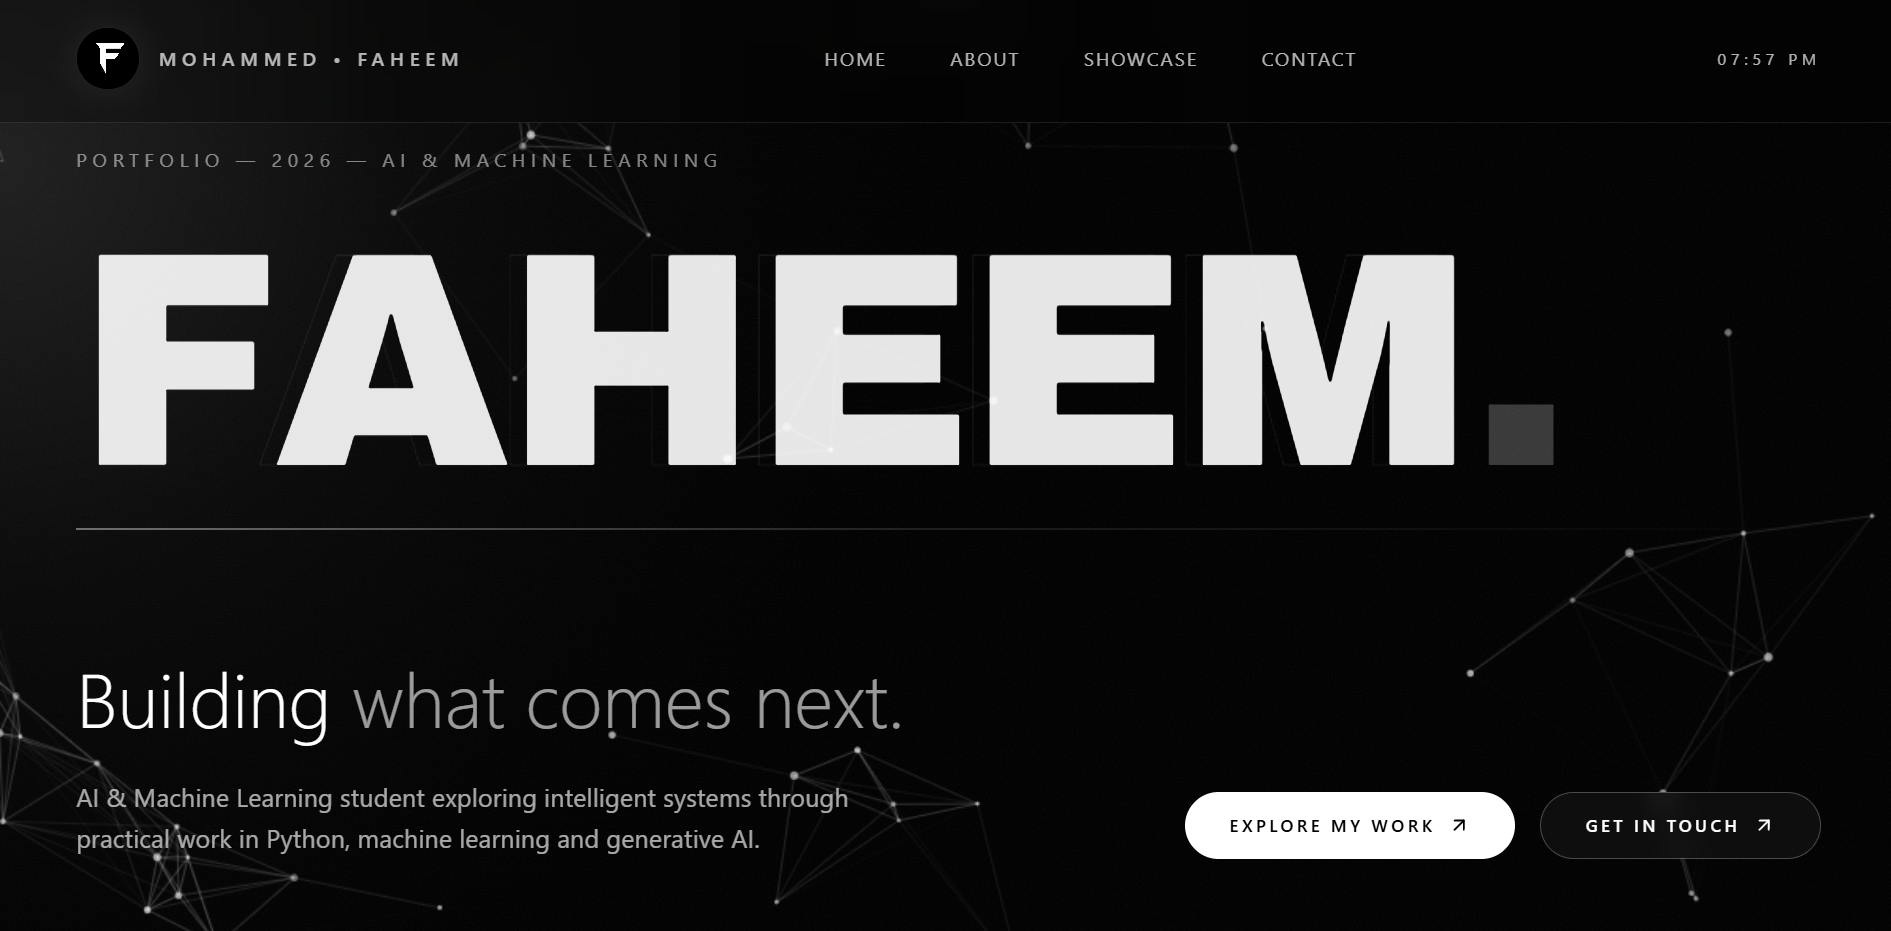 F
MOHAMMED • FAHEEM
HOME
ABOUT
SHOWCASE
CONTACT
07:57 PM
PORTFOLIO — 2026 — AI & MACHINE LEARNING
FAHEEM.
Building what comes next.
AI & Machine Learning student exploring intelligent systems through
practical work in Python, machine learning and generative AI.
EXPLORE MY WORK
GET IN TOUCH